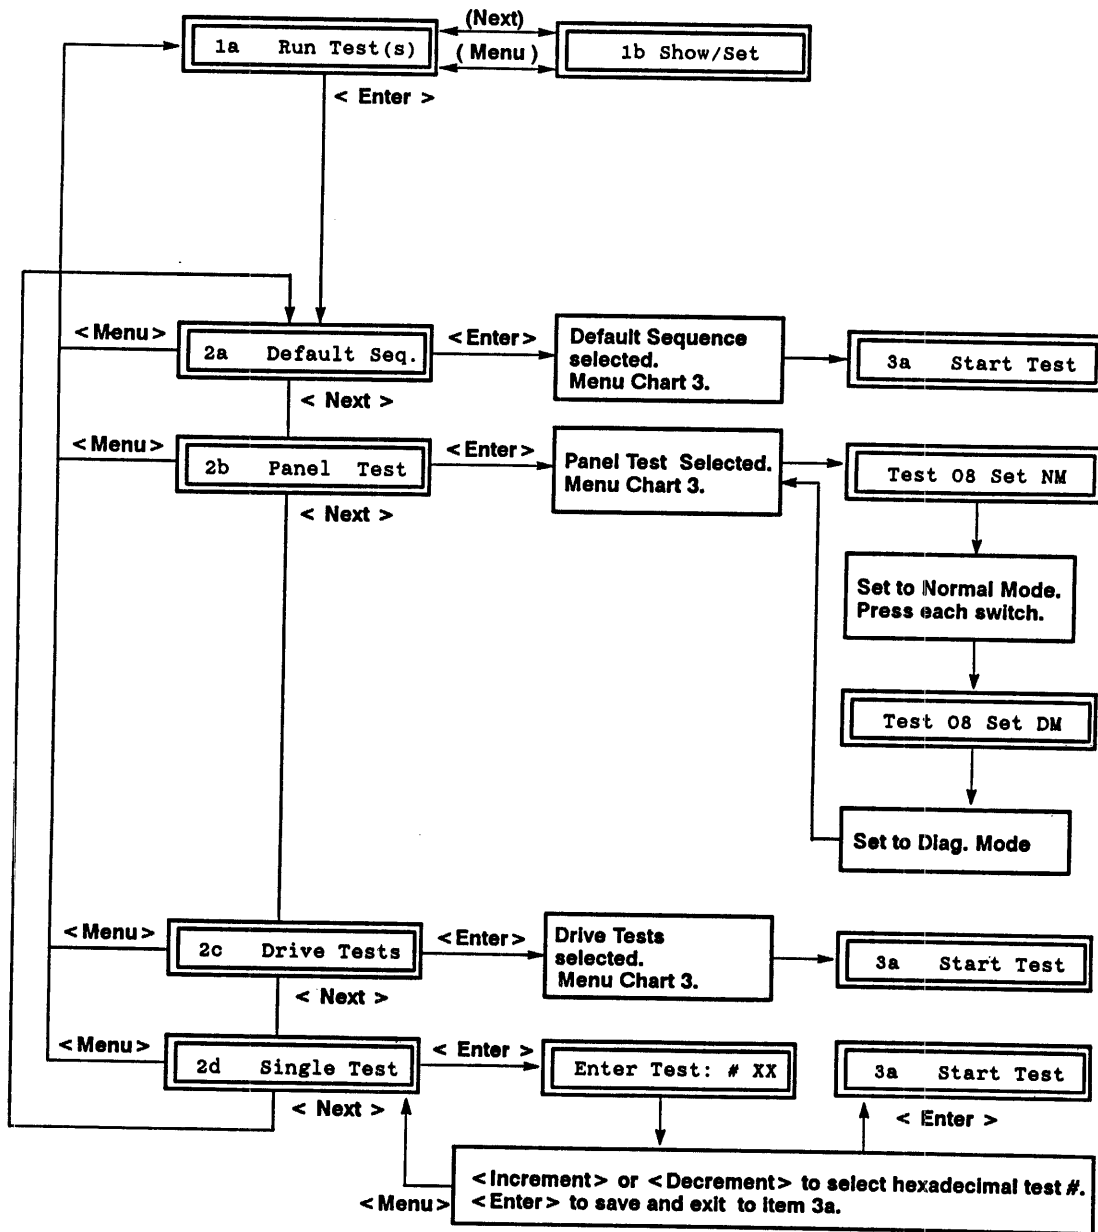 (Next)
1a Run Test(s)
(Menu)
1b Show/Set
< Enter >
<Menu>
2a Default Seq.
<Enter>
Default Sequence
selected.
Menu Chart 3.
3a Start Test
< Next >
<Menu>
2b Panel Test
<Enter>
Panel Test Selected.
Menu Chart 3.
Test 08 Set NM
< Next >
Set to Normal Mode.
Press each switch.
Test 08 Set DM
Set to Diag. Mode
<Menu>
2c Drive Tests
<Enter>
Drive Tests
selected.
Menu Chart 3.
3a Start Test
< Next >
<Menu>
2d Single Test
< Enter >
Enter Test: # XX
3a Start Test
< Next >
< Enter >
<Menu>
<Increment> or <Decrement> to select hexadecimal test #.
<Enter> to save and exit to item 3a.